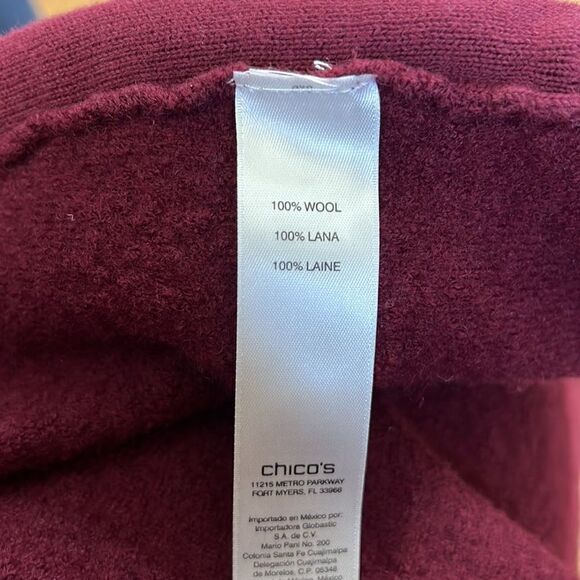 100% WOOL
100% LANA
100% LAINE
chico's
11215 METRO PARKWAY
FORT MYERS, FL 33966
Importado en México por:
Importadora Globastic
S.A. de C.V.
Mario Pani No. 200
Colonia Santa Fe Cuajimalpa
Delegación Cuajimalpa
de Morelos, C.P. 05348